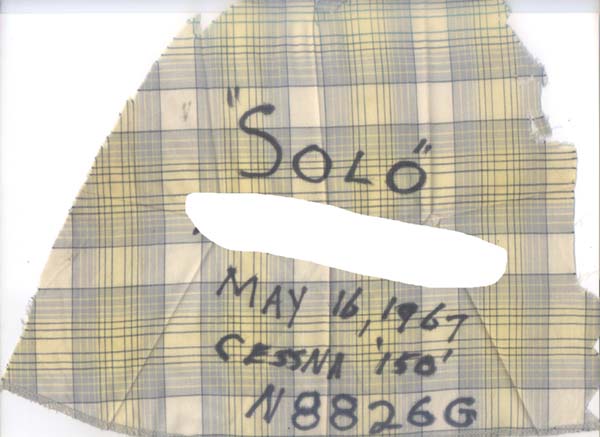 "SOLO"
MAY 16, 1967
CESSNA '150'
N8826G